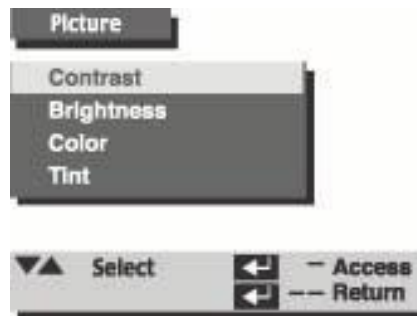 Picture
Contrast
Brightness
Color
Tint
▼▲ Select ↵ – Access
↵ –– Return